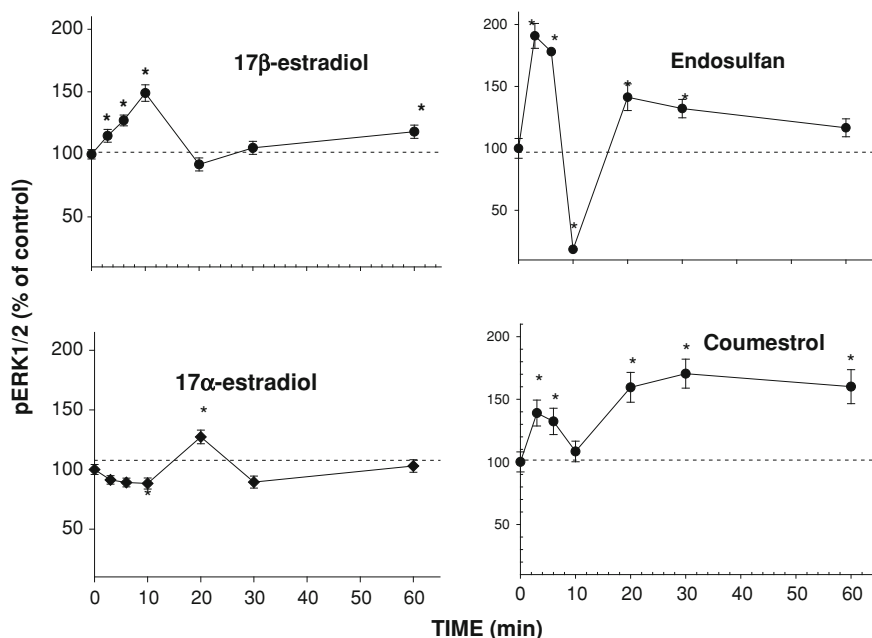 200
17β-estradiol
150
100
50
200
Endosulfan
150
100
50
pERK1/2 (% of control)
200
17α-estradiol
150
100
50
0 10 20 30 40 50 60
200
Coumestrol
150
100
50
0 10 20 30 40 50 60
TIME (min)
* * * *
* * * * *
* *
* * * * *